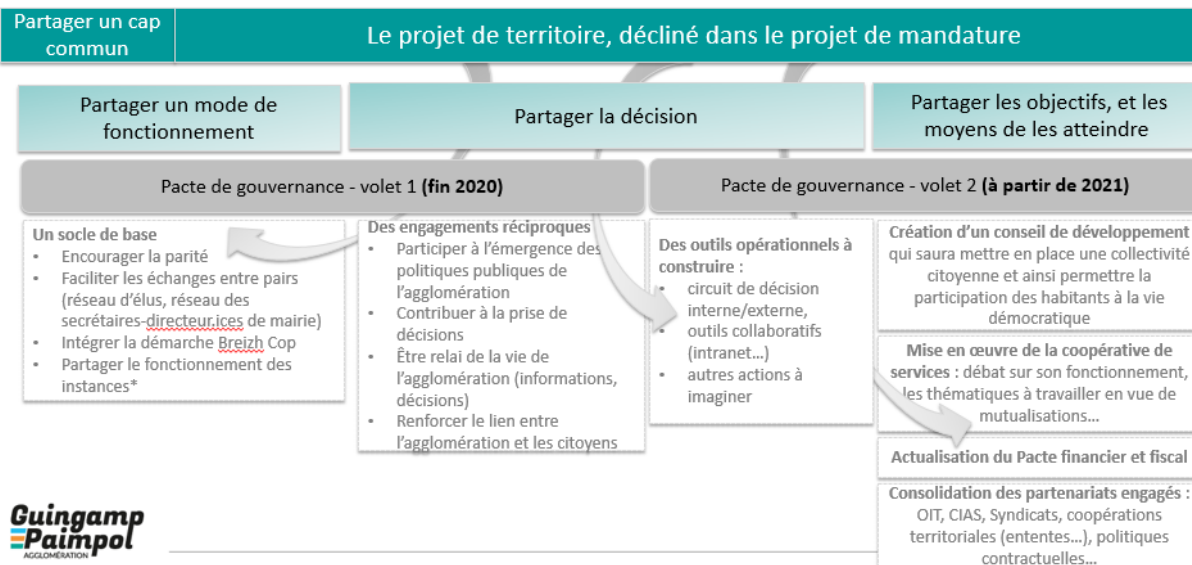 Partager un cap
commun
Le projet de territoire, décliné dans le projet de mandature
Partager un mode de
fonctionnement
Partager la décision
Partager les objectifs, et les
moyens de les atteindre
Pacte de gouvernance - volet 1 (fin 2020)
Pacte de gouvernance - volet 2 (à partir de 2021)
Un socle de base
• Encourager la parité
• Faciliter les échanges entre pairs
(réseau d’élus, réseau des
secrétaires-directeur.ices de mairie)
• Intégrer la démarche Breizh Cop
• Partager le fonctionnement des
instances*
Des engagements réciproques
• Participer à l’émergence des
politiques publiques de
l’agglomération
• Contribuer à la prise de
décisions
• Être relai de la vie de
l’agglomération (informations,
décisions)
• Renforcer le lien entre
l’agglomération et les citoyens
Des outils opérationnels à
construire :
• circuit de décision
interne/externe,
• outils collaboratifs
(intranet…)
• autres actions à
imaginer
Création d’un conseil de développement
qui saura mettre en place une collectivité
citoyenne et ainsi permettre la
participation des habitants à la vie
démocratique
Mise en œuvre de la coopérative de
services : débat sur son fonctionnement,
les thématiques à travailler en vue de
mutualisations…
Actualisation du Pacte financier et fiscal
Consolidation des partenariats engagés :
OIT, CIAS, Syndicats, coopérations
territoriales (ententes…), politiques
contractuelles…
Guingamp
Paimpol
AGGLOMÉRATION